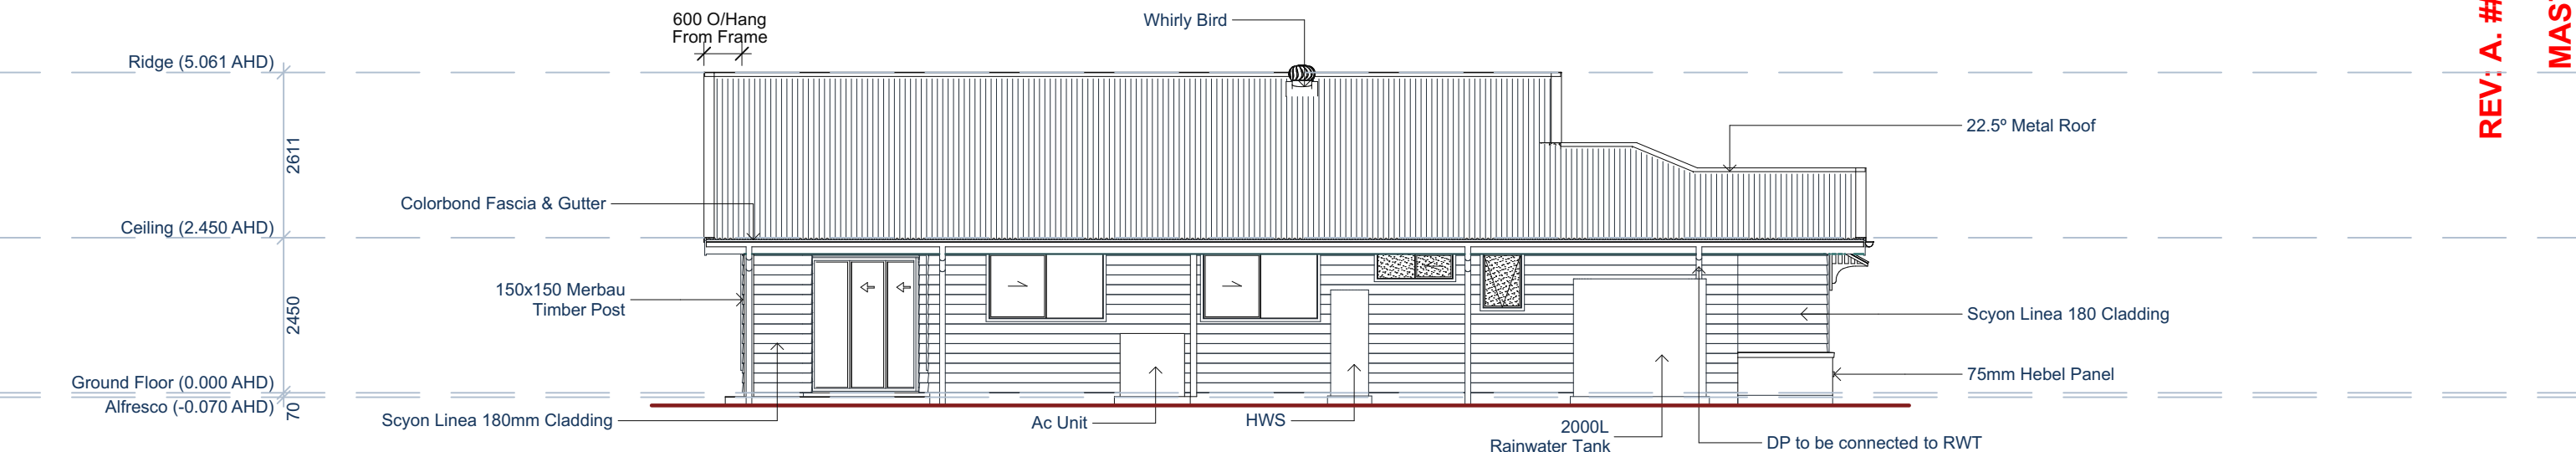 600 O/Hang
From Frame
Whirly Bird
Ridge (5.061 AHD)
22.5º Metal Roof
2611
Colorbond Fascia & Gutter
Ceiling (2.450 AHD)
150x150 Merbau
Timber Post
2450
Scyon Linea 180 Cladding
75mm Hebel Panel
Ground Floor (0.000 AHD)
Alfresco (-0.070 AHD)
70
Scyon Linea 180mm Cladding
Ac Unit
HWS
2000L
Rainwater Tank
DP to be connected to RWT
REV: A. #
MAS